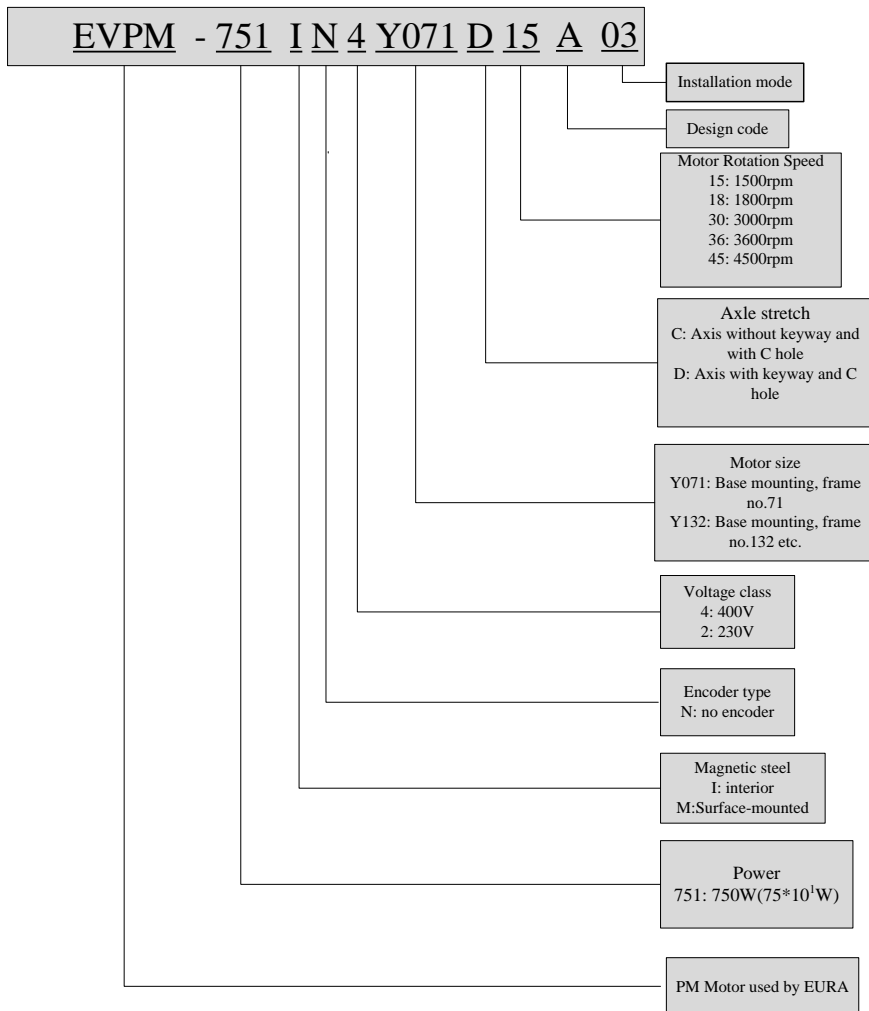 EVPM - 751 I N 4 Y071 D 15 A 03
Installation mode
Design code
Motor Rotation Speed
15: 1500rpm
18: 1800rpm
30: 3000rpm
36: 3600rpm
45: 4500rpm
Axle stretch
C: Axis without keyway and
with C hole
D: Axis with keyway and C
hole
Motor size
Y071: Base mounting, frame
no.71
Y132: Base mounting, frame
no.132 etc.
Voltage class
4: 400V
2: 230V
Encoder type
N: no encoder
Magnetic steel
I: interior
M:Surface-mounted
Power
751: 750W(75*10¹W)
PM Motor used by EURA